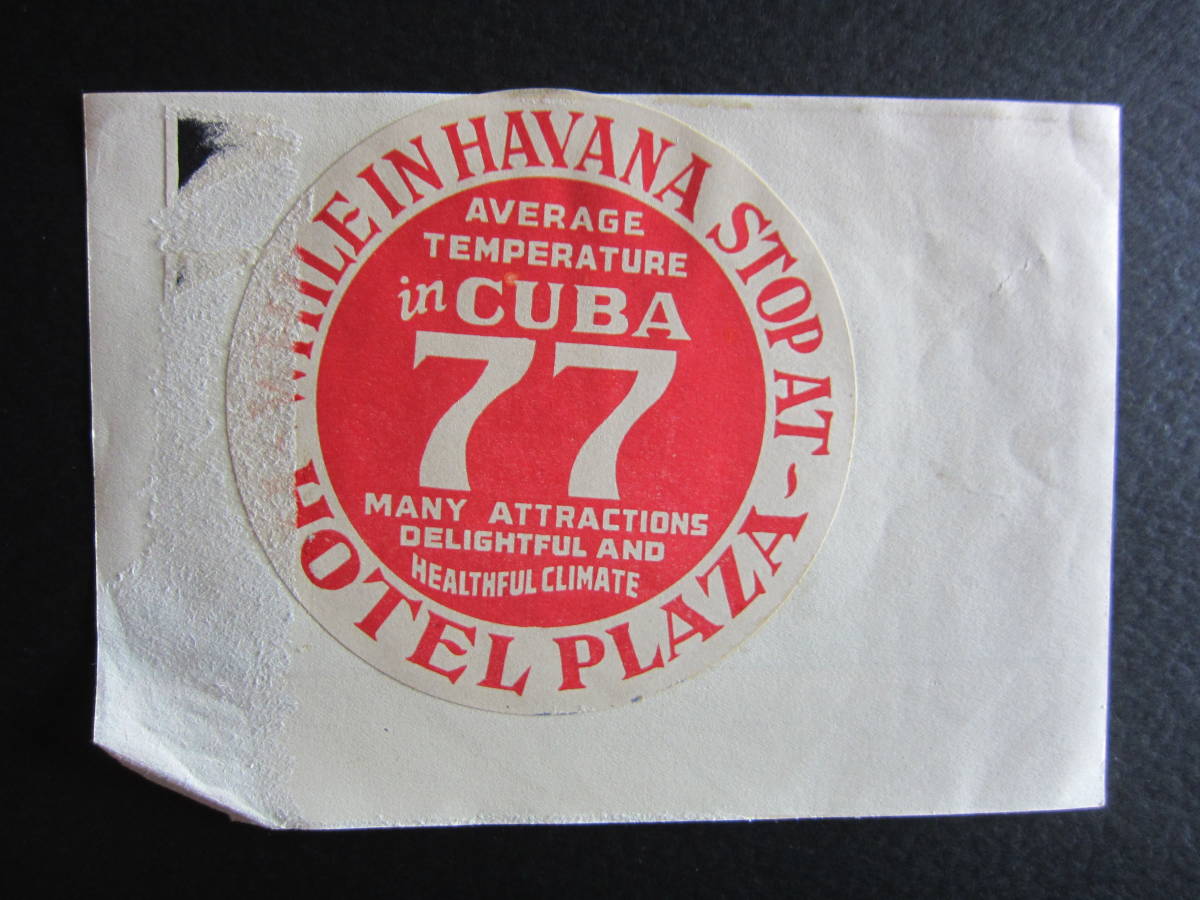 WHILE IN HAVANA STOP AT ~
AVERAGE
TEMPERATURE
in CUBA
77
MANY ATTRACTIONS
DELIGHTFUL AND
HEALTHFUL CLIMATE
HOTEL PLAZA